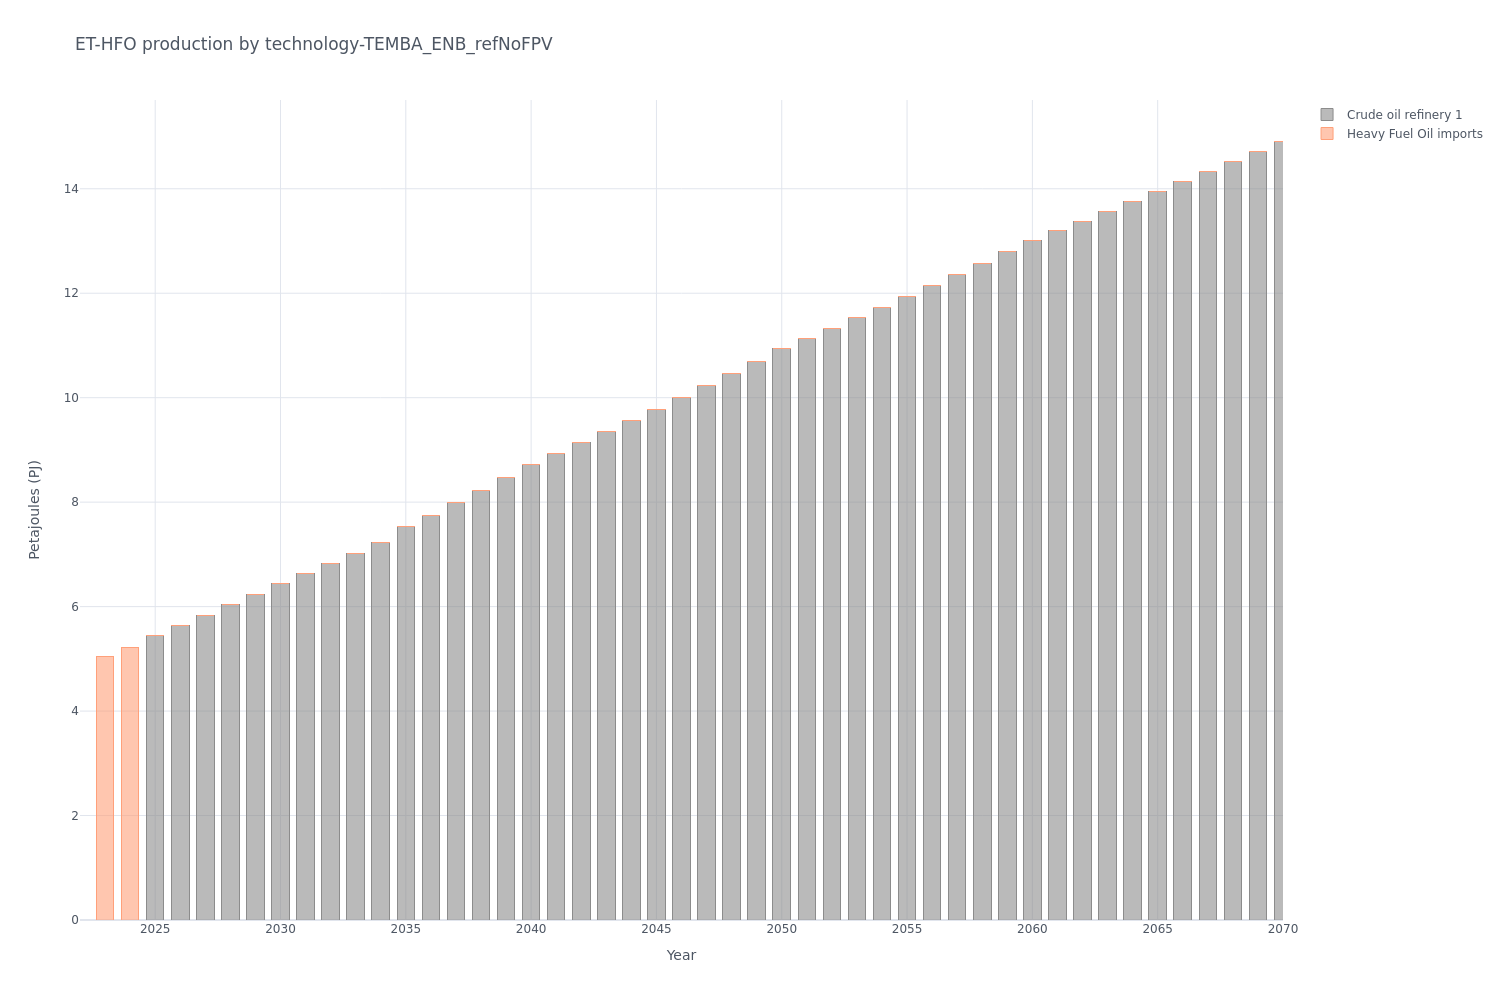 ET-HFO production by technology-TEMBA_ENB_refNoFPV
Crude oil refinery 1
Heavy Fuel Oil imports
14
12
10
8
6
4
2
0
Petajoules (PJ)
2025 2030 2035 2040 2045 2050 2055 2060 2065 2070
Year